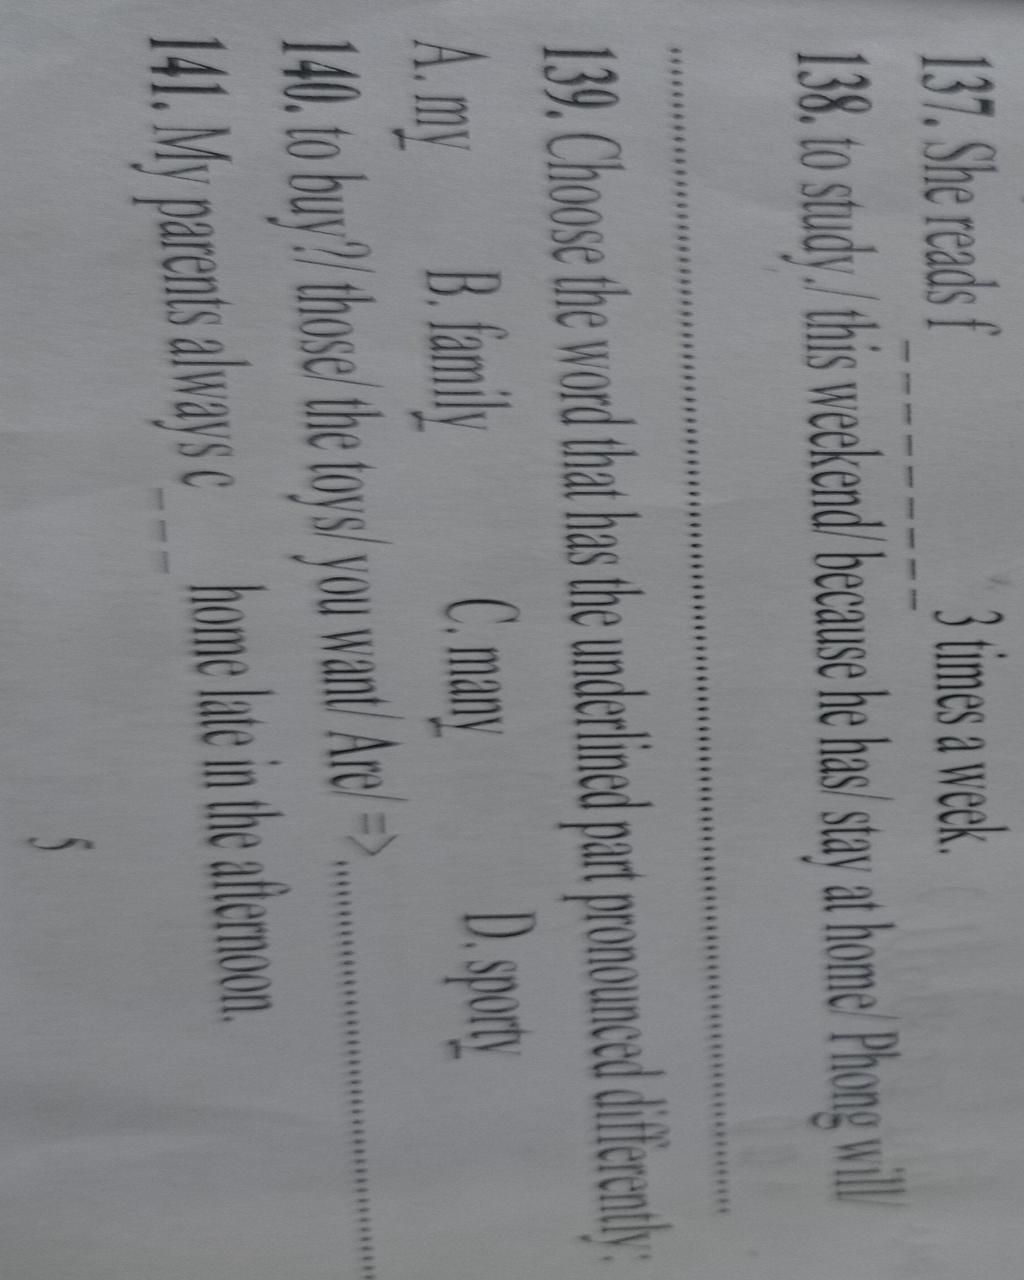 137. She reads f _ _ _ _ _ _ _ _ 3 times a week.
138. to study./ this weekend/ because he has/ stay at home/ Phong will/
........................................................................................................................
139. Choose the word that has the underlined part pronounced differently:
A. my B. family C. many D. sporty
140. to buy?/ those/ the toys/ you want/ Are/ => ..........................................
141. My parents always c _ _ _ home late in the afternoon.
5